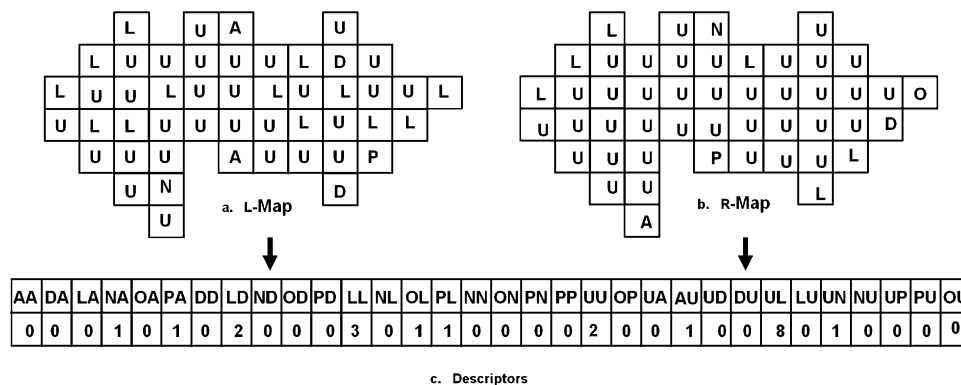 L U A U L U N U
L U U U U U L D U L U U U U L U U U
L U U L U U L U L U U L L U U U U U U U U U U O
U L L U U U U L U L L U U U U U U U U U U D
U U U A U U U P U U U P U U U L
U N D U U L
U A
a. L-Map b. R-Map
AA DA LA NA OA PA DD LD ND OD PD LL NL OL PL NN ON PN PP UU OP UA AU UD DU UL LU UN NU UP PU OU
0 0 0 1 0 1 0 2 0 0 0 3 0 1 1 0 0 0 0 2 0 0 1 0 0 8 0 1 0 0 0 0
c. Descriptors